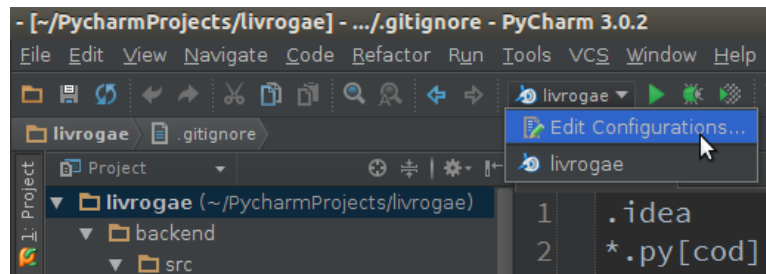 - [~/PycharmProjects/livrogae] - .../.gitignore - PyCharm 3.0.2
File Edit View Navigate Code Refactor Run Tools VCS Window Help
livrogae
livrogae .gitignore
Edit Configurations...
livrogae
1: Project
Project
livrogae (~/PycharmProjects/livrogae)
backend
src
1 .idea
2 *.py[cod]